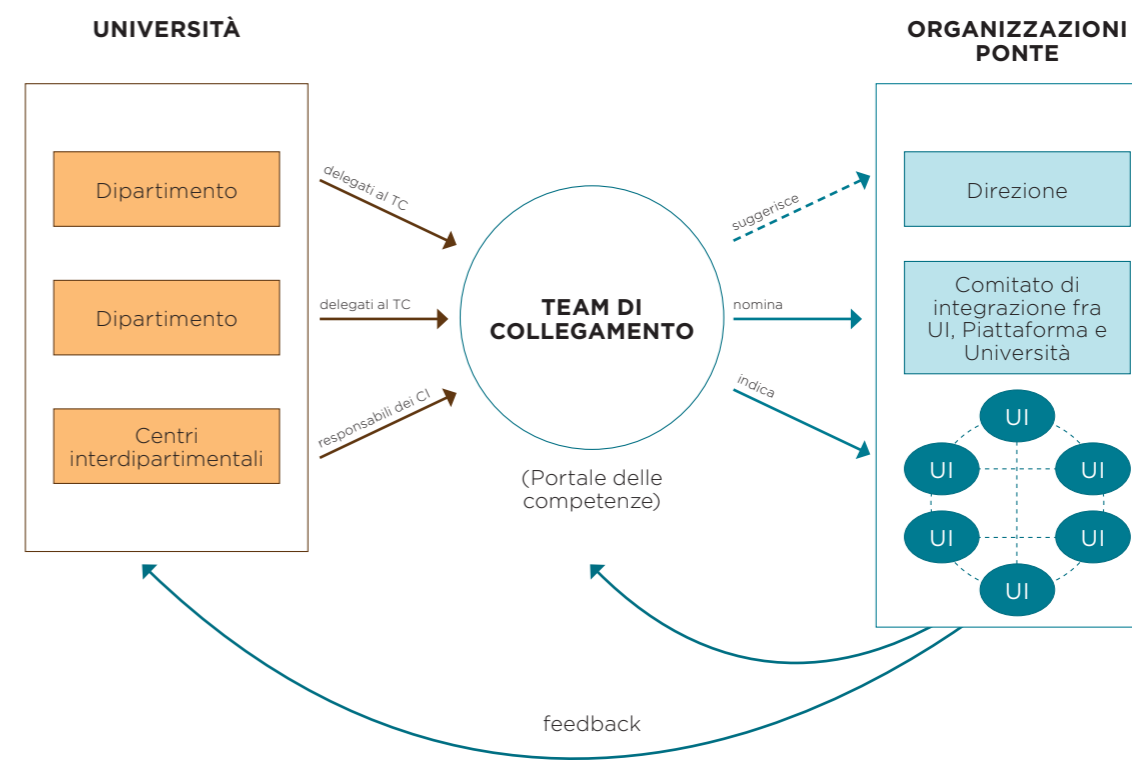 UNIVERSITÀ
ORGANIZZAZIONI
PONTE
Dipartimento
Dipartimento
Centri
interdipartimentali
delegati al TC
delegati al TC
responsabili dei CI
TEAM DI
COLLEGAMENTO
(Portale delle
competenze)
suggerisce
nomina
indica
Direzione
Comitato di
integrazione fra
UI, Piattaforma e
Università
UI
UI
UI
UI
UI
UI
feedback